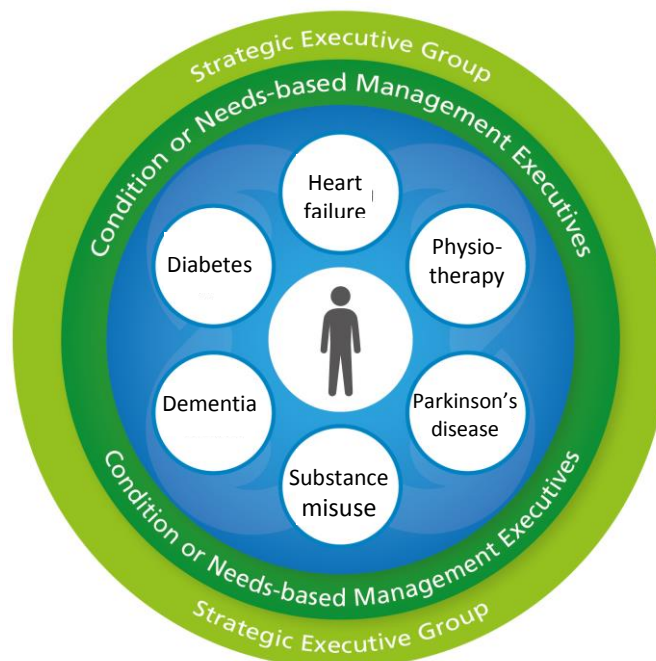 Strategic Executive Group
Condition or Needs-based Management Executives
Heart
failure
Physio-
therapy
Diabetes
Dementia
Parkinson's
disease
Substance
misuse
Condition or Needs-based Management Executives
Strategic Executive Group